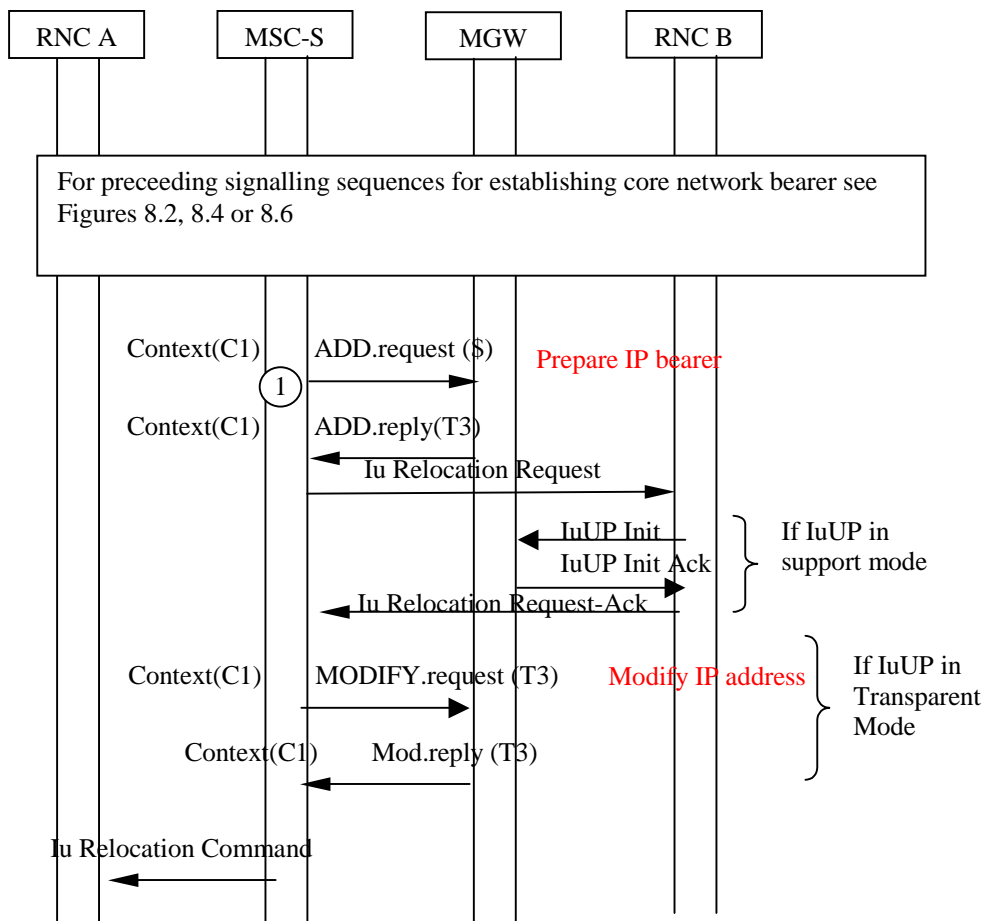 RNC A
MSC-S
MGW
RNC B
For preceeding signalling sequences for establishing core network bearer see
Figures 8.2, 8.4 or 8.6
Context(C1)
ADD.request ($)
Prepare IP bearer
1
Context(C1)
ADD.reply(T3)
Iu Relocation Request
IuUP Init
If IuUP in
support mode
IuUP Init Ack
Iu Relocation Request-Ack
Context(C1)
MODIFY.request (T3)
Modify IP address
If IuUP in
Transparent
Mode
Context(C1)
Mod.reply (T3)
Iu Relocation Command